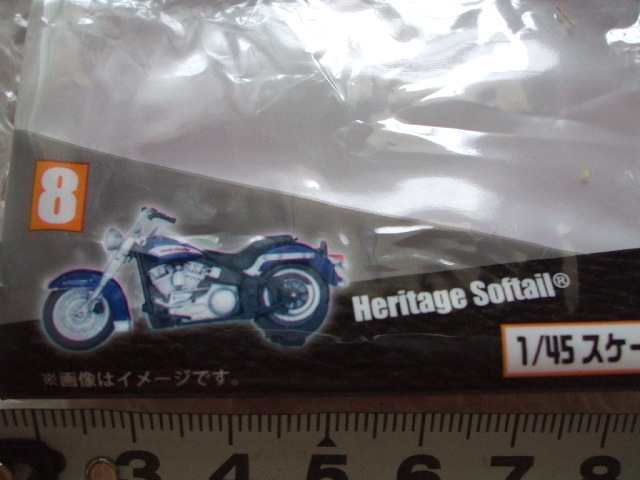 8
Heritage Softail®
1/45 スケー
※画像はイメージです。
3 4 5 6 7 8